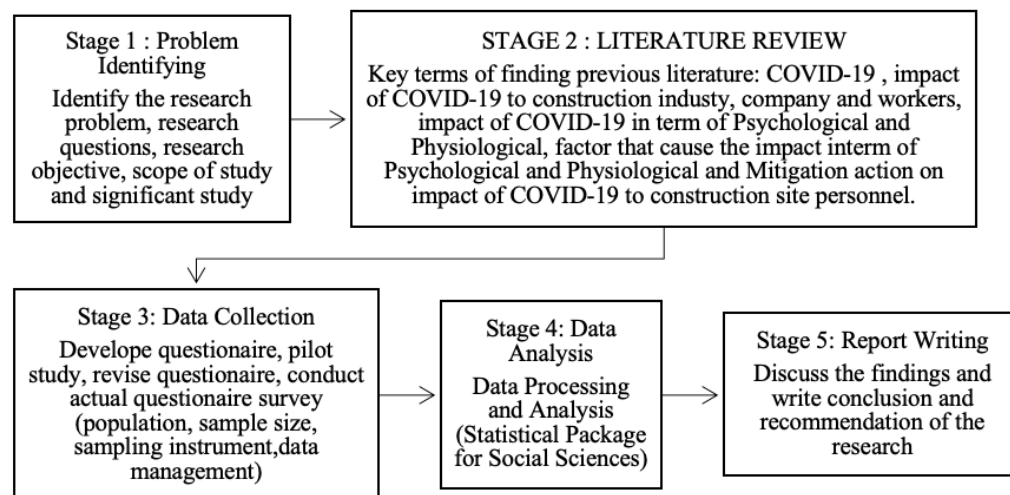 Stage 1 : Problem
Identifying
Identify the research
problem, research
questions, research
objective, scope of study
and significant study
STAGE 2 : LITERATURE REVIEW
Key terms of finding previous literature: COVID-19 , impact
of COVID-19 to construction industy, company and workers,
impact of COVID-19 in term of Psychological and
Physiological, factor that cause the impact interm of
Psychological and Physiological and Mitigation action on
impact of COVID-19 to construction site personnel.
Stage 3: Data Collection
Develope questionaire, pilot
study, revise questionaire, conduct
actual questionaire survey
(population, sample size,
sampling instrument,data
management)
Stage 4: Data
Analysis
Data Processing
and Analysis
(Statistical Package
for Social Sciences)
Stage 5: Report Writing
Discuss the findings and
write conclusion and
recommendation of the
research